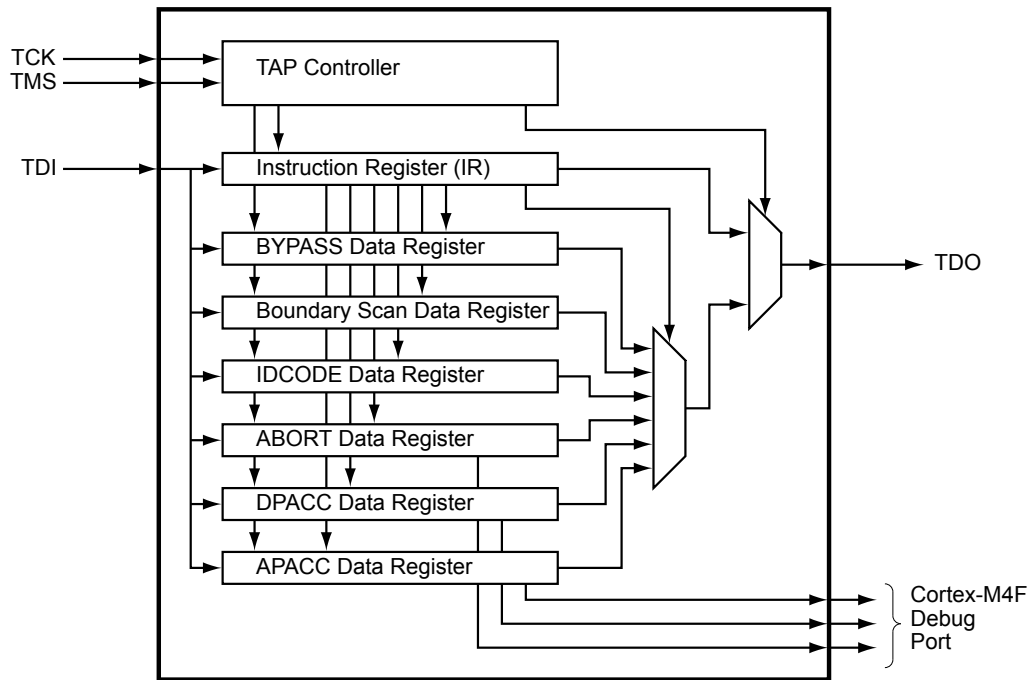 TCK
TMS
TAP Controller
TDI
Instruction Register (IR)
BYPASS Data Register
Boundary Scan Data Register
IDCODE Data Register
ABORT Data Register
DPACC Data Register
APACC Data Register
TDO
Cortex-M4F
Debug
Port